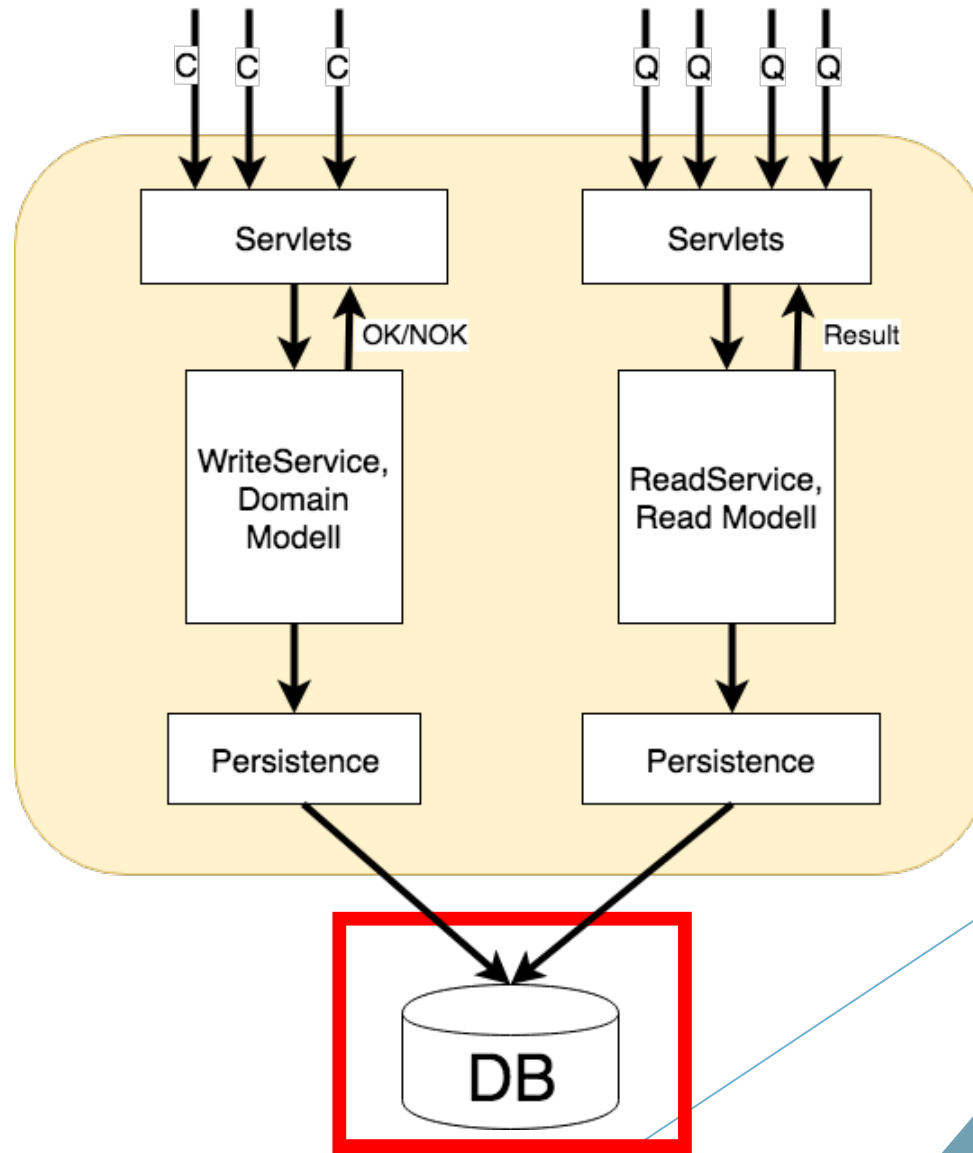 C
C
C
Q
Q
Q
Q
Servlets
Servlets
OK/NOK
Result
WriteService,
Domain
Modell
ReadService,
Read Modell
Persistence
Persistence
DB